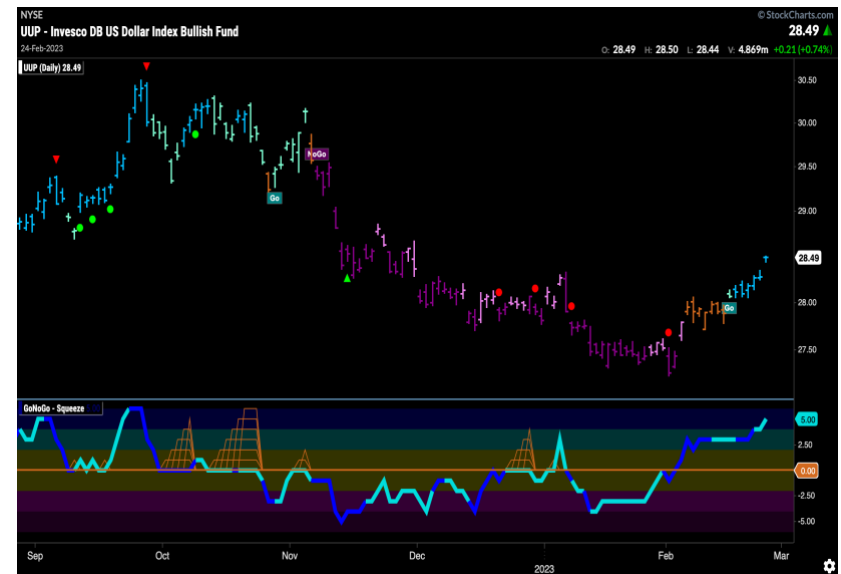 NYSE
© StockCharts.com
UUP - Invesco DB US Dollar Index Bullish Fund
28.49
24-Feb-2023
O: 28.49 H: 28.50 L: 28.44 V: 4.869m +0.21 (+0.74%)
UUP (Daily) 28.49
30.50
30.00
29.50
NoGo
Go
29.00
28.49
28.00
Go
27.50
GoNoGo - Squeeze
5.00
2.50
0.00
-2.50
-5.00
Sep Oct Nov Dec Feb Mar
2023